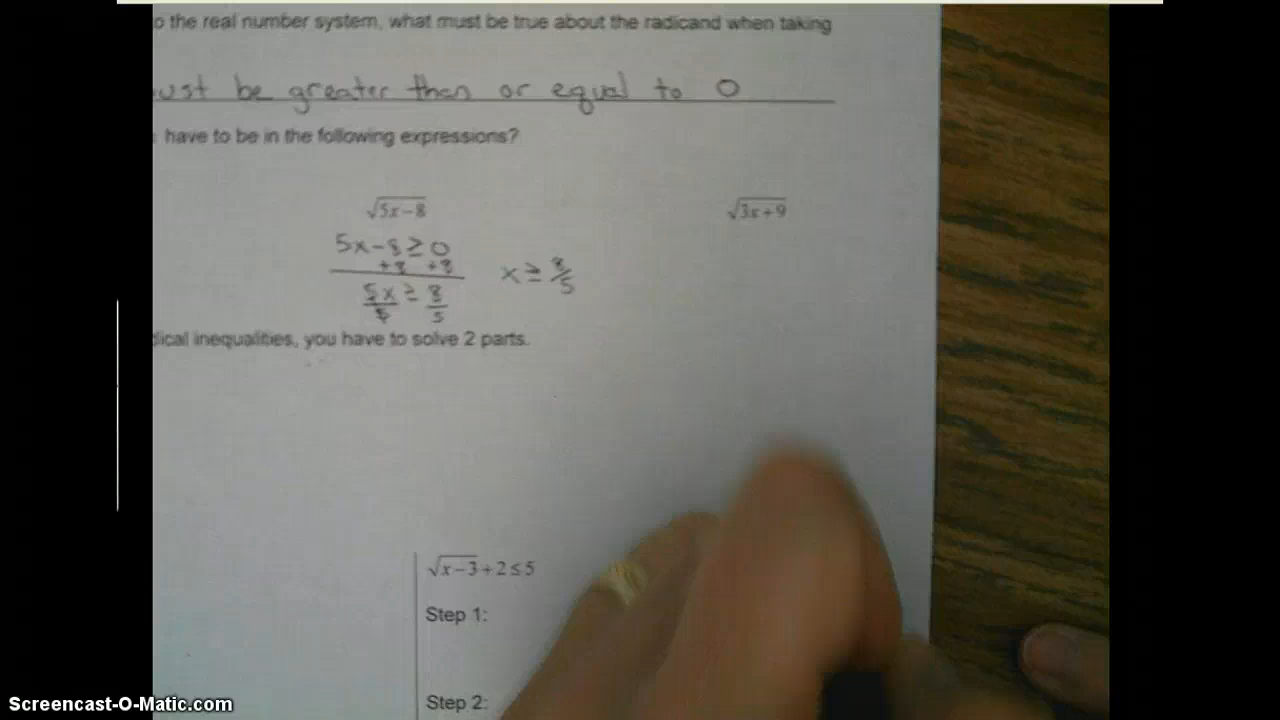 o the real number system, what must be true about the radicand when taking
ust be greater than or equal to 0
have to be in the following expressions?
√5x-8 √3x+9
5x-8≥0
+8 +8
5x≥8 x≥8/5
5 5
dical inequalities, you have to solve 2 parts.
√x-3+2≤5
Step 1:
Step 2:
Screencast-O-Matic.com